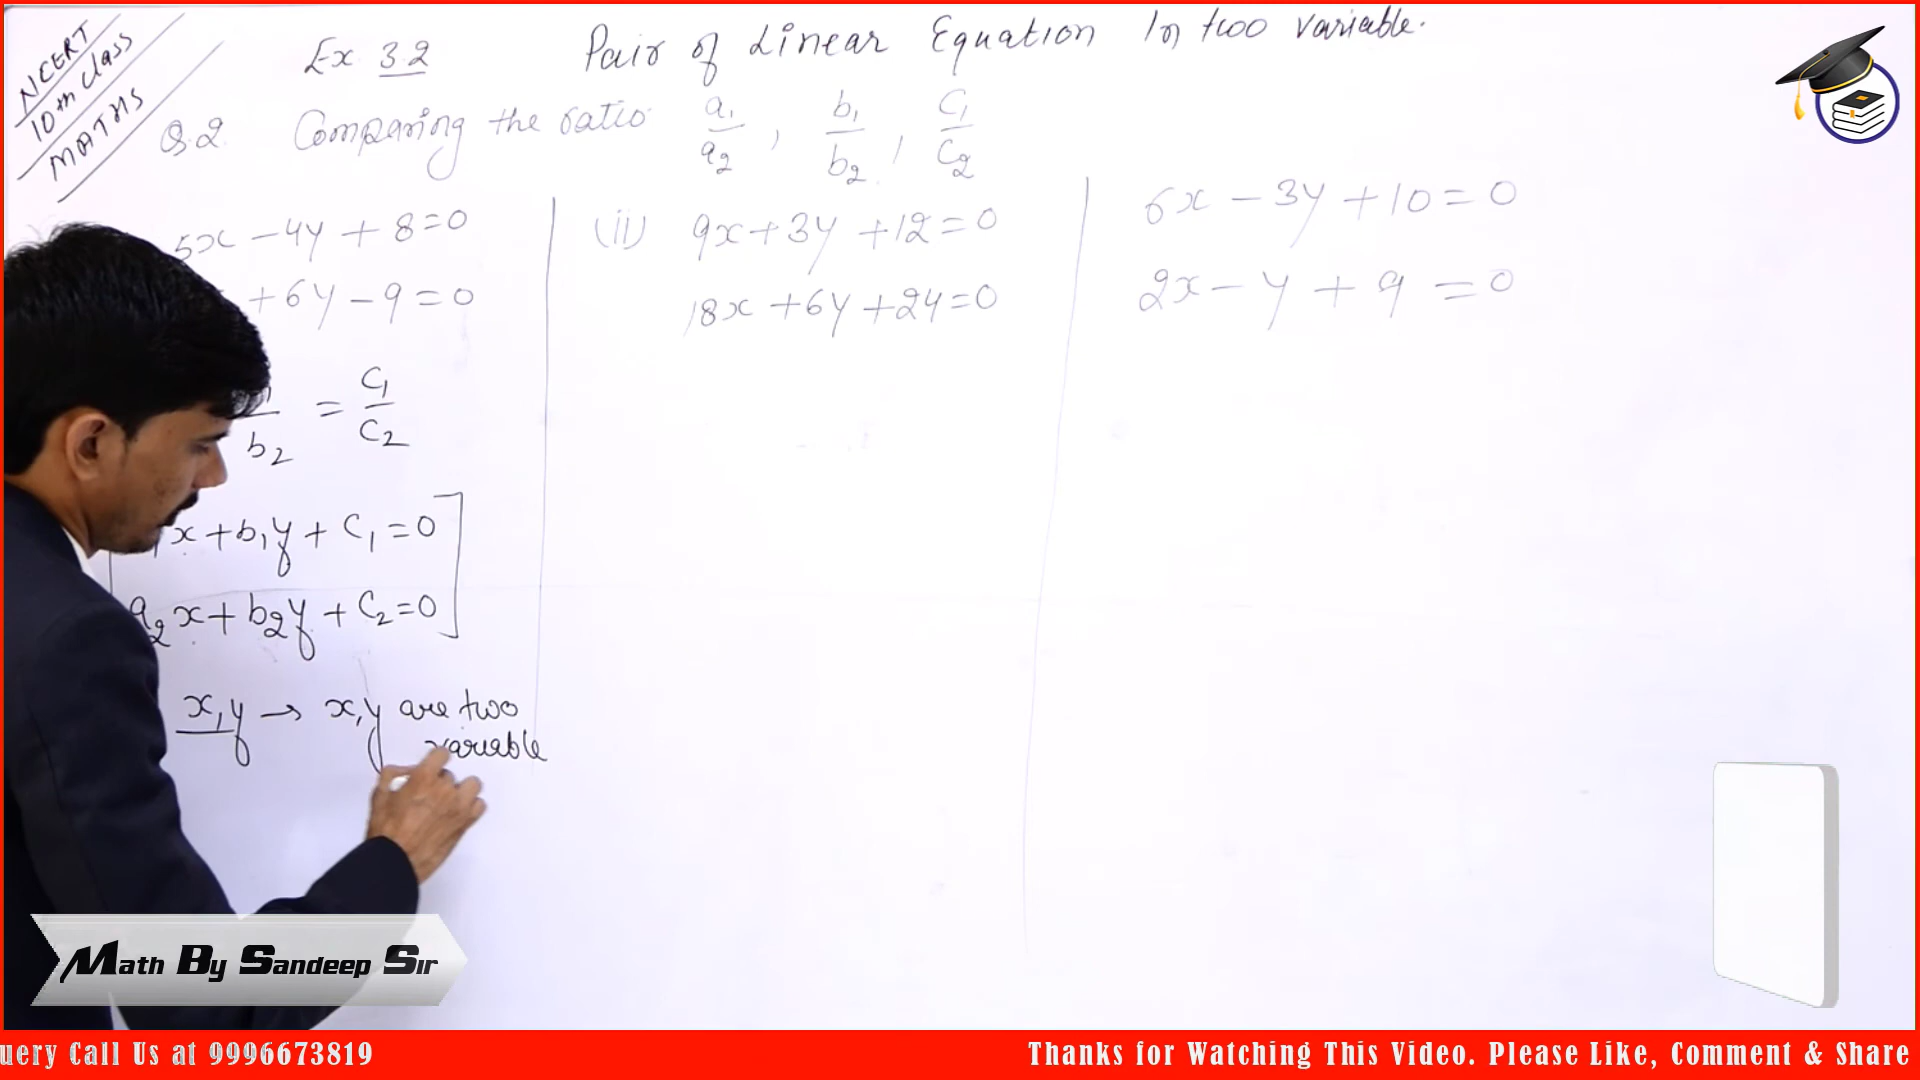 NCERT
10th Class
MATHS
Ex 3.2
Pair of Linear Equation In two variable.
Q.2. Comparing the ratio a1/a2, b1/b2, C1/C2
5x - 4y + 8 = 0
+ 6y - 9 = 0
b2 = C1/C2
x + b1y + C1 = 0
a2x + b2y + C2 = 0
x,y → x,y are two
variable
(ii) 9x + 3y + 12 = 0
18x + 6y + 24 = 0
6x - 3y + 10 = 0
2x - y + 9 = 0
Math By Sandeep Sir
uery Call Us at 9996673819
Thanks for Watching This Video. Please Like, Comment & Share